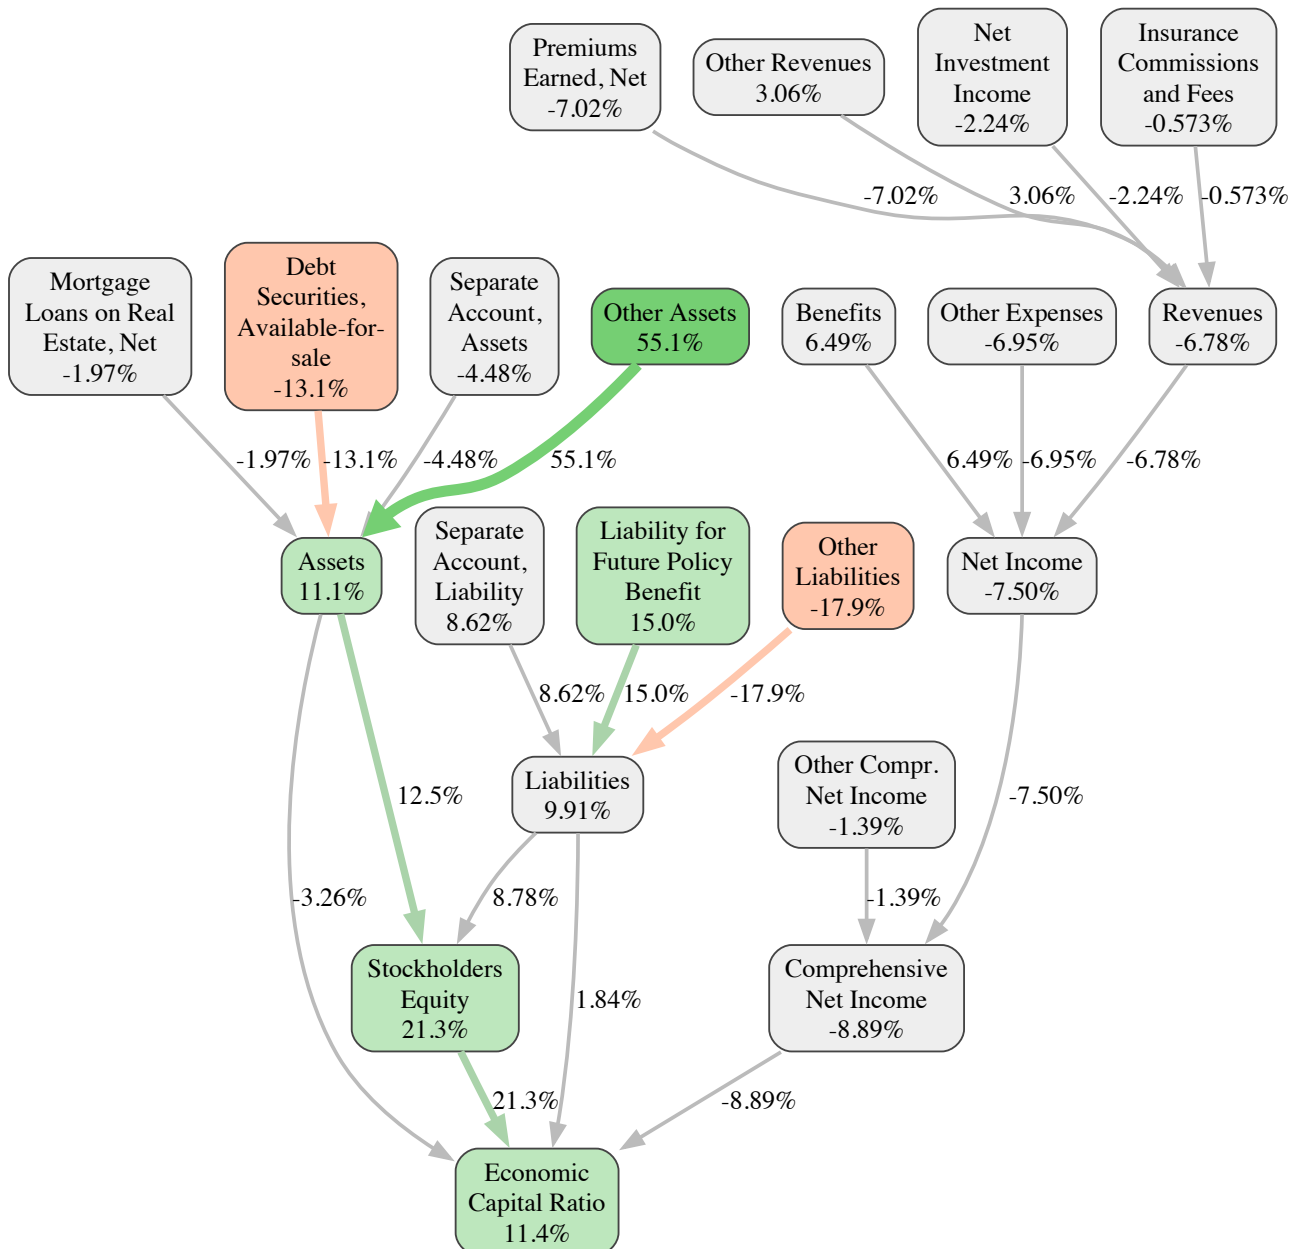 Premiums
Earned, Net
-7.02%
Other Revenues
3.06%
Net
Investment
Income
-2.24%
Insurance
Commissions
and Fees
-0.573%
-7.02%
3.06%
-2.24%
-0.573%
Mortgage
Loans on Real
Estate, Net
-1.97%
Debt
Securities,
Available-for-
sale
-13.1%
Separate
Account,
Assets
-4.48%
Other Assets
55.1%
Benefits
6.49%
Other Expenses
-6.95%
Revenues
-6.78%
-1.97%
-13.1%
-4.48%
55.1%
6.49%
-6.95%
-6.78%
Assets
11.1%
Separate
Account,
Liability
8.62%
Liability for
Future Policy
Benefit
15.0%
Other
Liabilities
-17.9%
Net Income
-7.50%
8.62%
15.0%
-17.9%
Liabilities
9.91%
Other Compr.
Net Income
-1.39%
12.5%
-7.50%
-3.26%
8.78%
-1.39%
Stockholders
Equity
21.3%
1.84%
Comprehensive
Net Income
-8.89%
21.3%
-8.89%
Economic
Capital Ratio
11.4%